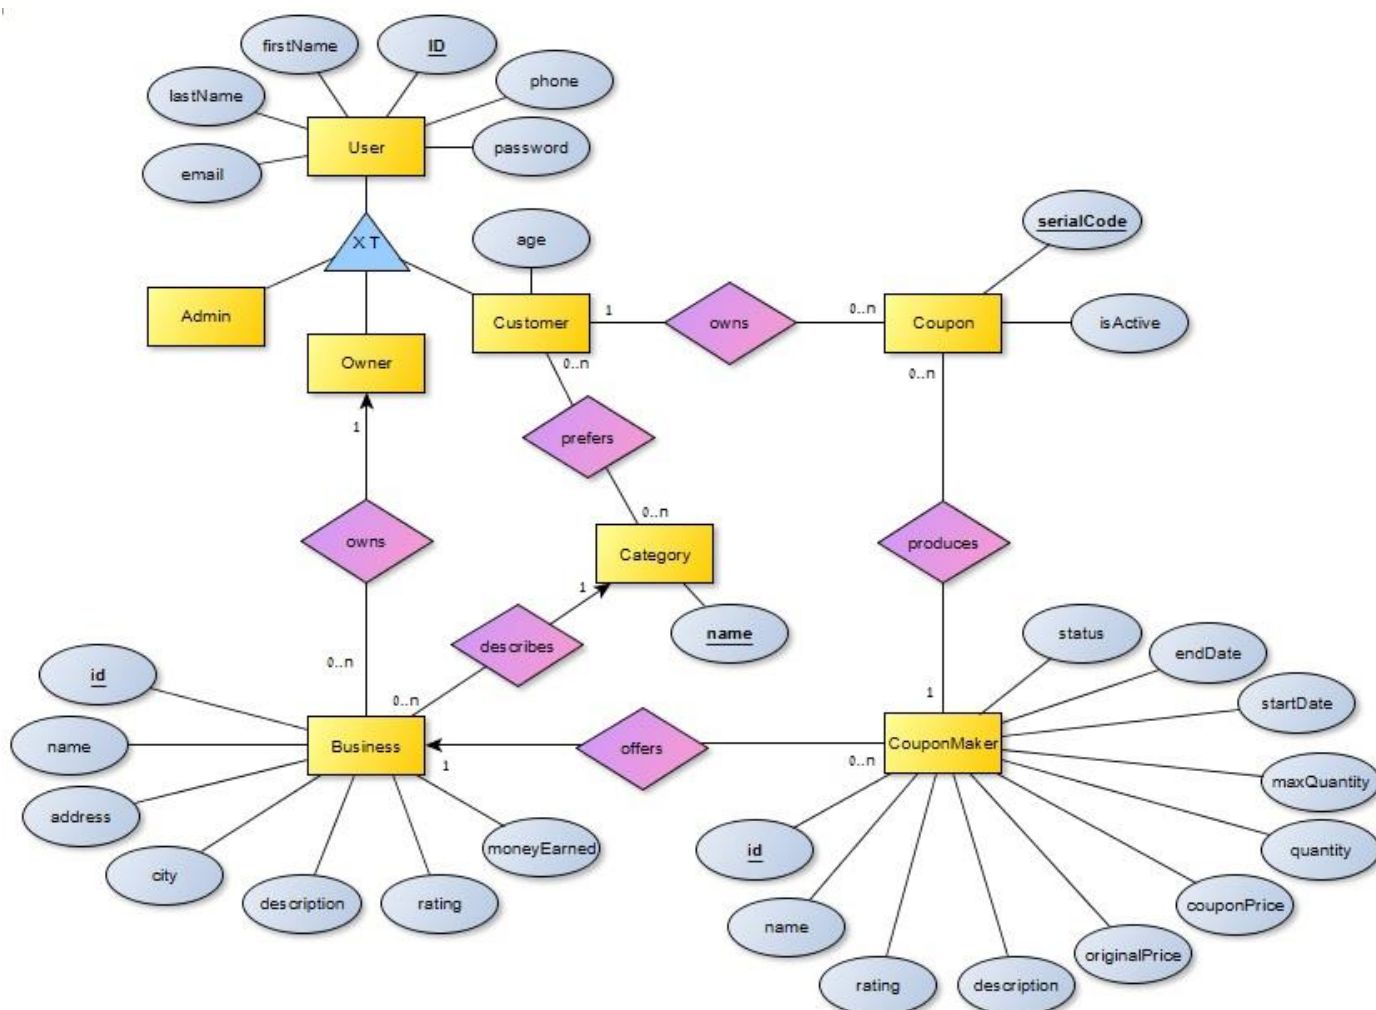 firstName
ID
lastName
phone
User
password
email
serialCode
X T
age
Admin
Customer
1
owns
0..n
Coupon
isActive
Owner
0..n
0..n
1
prefers
0..n
owns
produces
Category
1
name
describes
status
endDate
0..n
id
0..n
1
startDate
name
Business
1
offers
0..n
CouponMaker
maxQuantity
address
moneyEarned
id
quantity
city
description
rating
couponPrice
name
originalPrice
rating
description